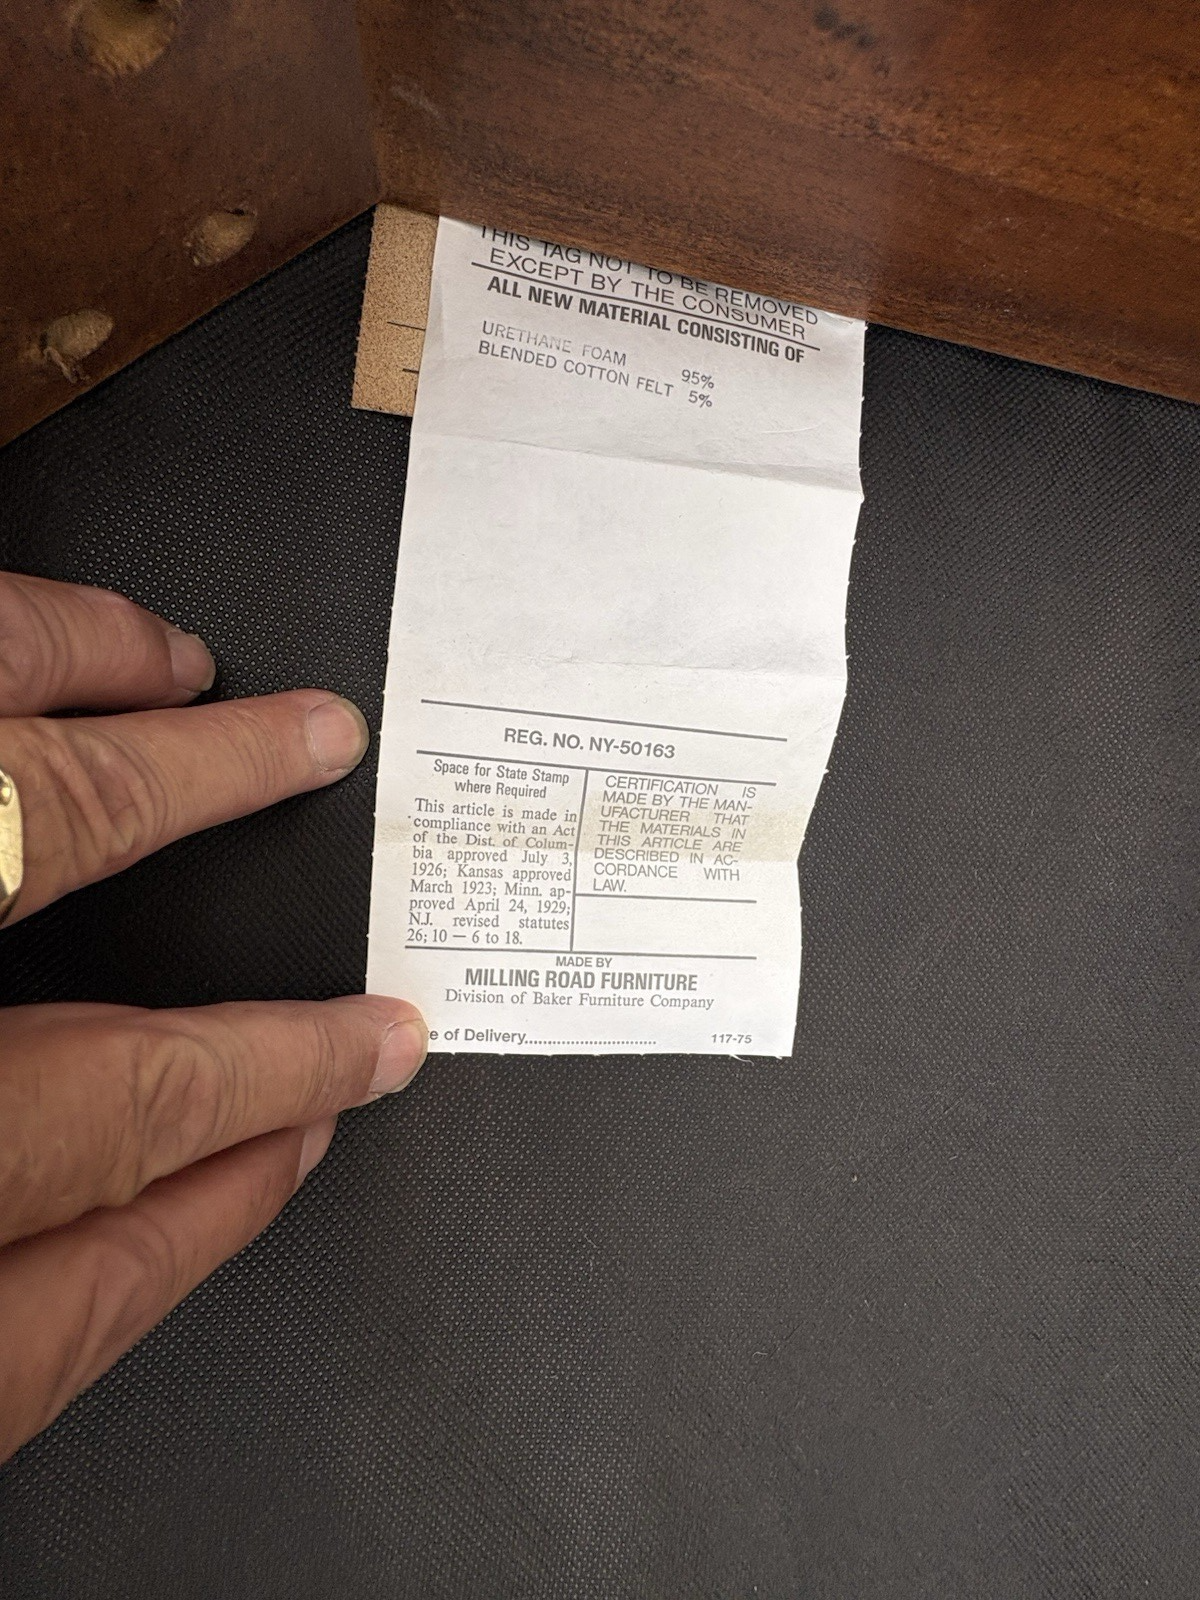 THIS TAG NOT TO BE REMOVED
EXCEPT BY THE CONSUMER
ALL NEW MATERIAL CONSISTING OF
URETHANE FOAM 95%
BLENDED COTTON FELT 5%
REG. NO. NY-50163
Space for State Stamp
where Required
This article is made in
compliance with an Act
of the Dist. of Colum-
bia approved July 3,
1926; Kansas approved
March 1923; Minn. ap-
proved April 24, 1929;
N.J. revised statutes
26; 10 — 6 to 18.
CERTIFICATION IS
MADE BY THE MAN-
UFACTURER THAT
THE MATERIALS IN
THIS ARTICLE ARE
DESCRIBED IN AC-
CORDANCE WITH
LAW.
MADE BY
MILLING ROAD FURNITURE
Division of Baker Furniture Company
e of Delivery............................ 117-75